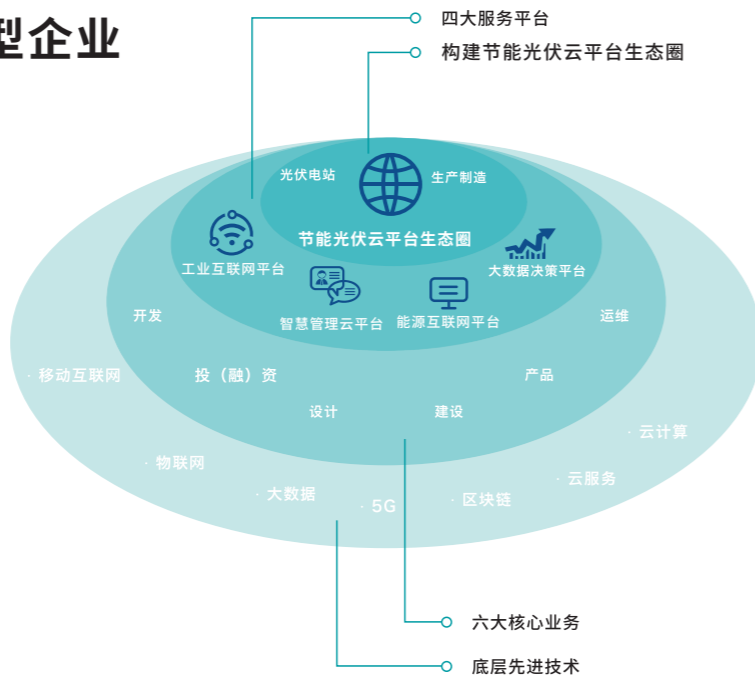 型企业
四大服务平台
构建节能光伏云平台生态圈
光伏电站
生产制造
节能光伏云平台生态圈
工业互联网平台
大数据决策平台
智慧管理云平台
能源互联网平台
开发
运维
投（融）资
产品
设计
建设
· 移动互联网
· 云计算
· 物联网
· 云服务
· 大数据
· 5G
· 区块链
六大核心业务
底层先进技术